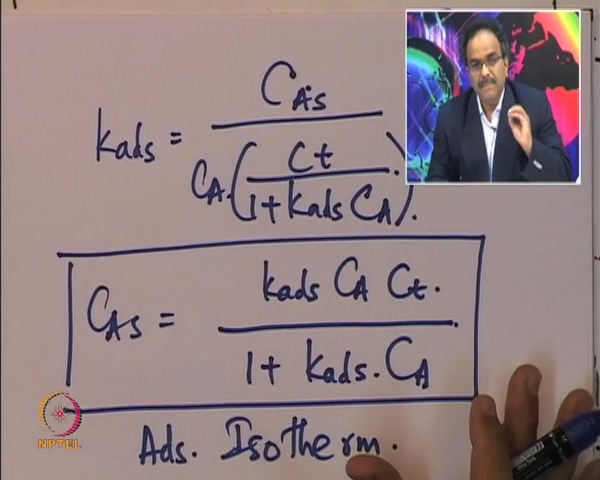 kads = CAs / CA.(Ct / 1 + kads CA).
CAs = kads CA Ct. / 1 + kads. CA
Ads. Isotherm.
NPTEL